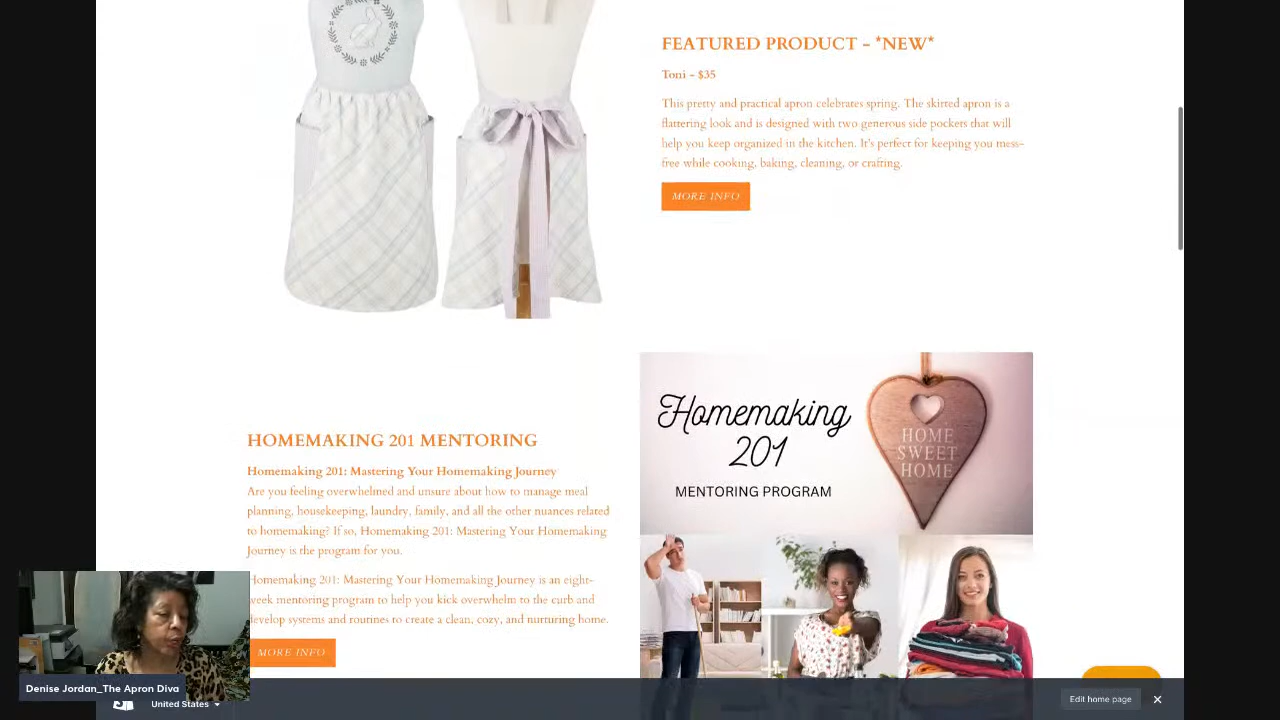 FEATURED PRODUCT - *NEW*
Toni - $35
This pretty and practical apron celebrates spring. The skirted apron is a
flattering look and is designed with two generous side pockets that will
help you keep organized in the kitchen. It's perfect for keeping you mess-
free while cooking, baking, cleaning, or crafting.
MORE INFO
HOMEMAKING 201 MENTORING
Homemaking 201: Mastering Your Homemaking Journey
Are you feeling overwhelmed and unsure about how to manage meal
planning, housekeeping, laundry, family, and all the other nuances related
to homemaking? If so, Homemaking 201: Mastering Your Homemaking
Journey is the program for you.
Homemaking 201: Mastering Your Homemaking Journey is an eight-
week mentoring program to help you kick overwhelm to the curb and
develop systems and routines to create a clean, cozy, and nurturing home.
MORE INFO
Homemaking
201
MENTORING PROGRAM
HOME
SWEET
HOME
Denise Jordan_The Apron Diva
United States
Edit home page